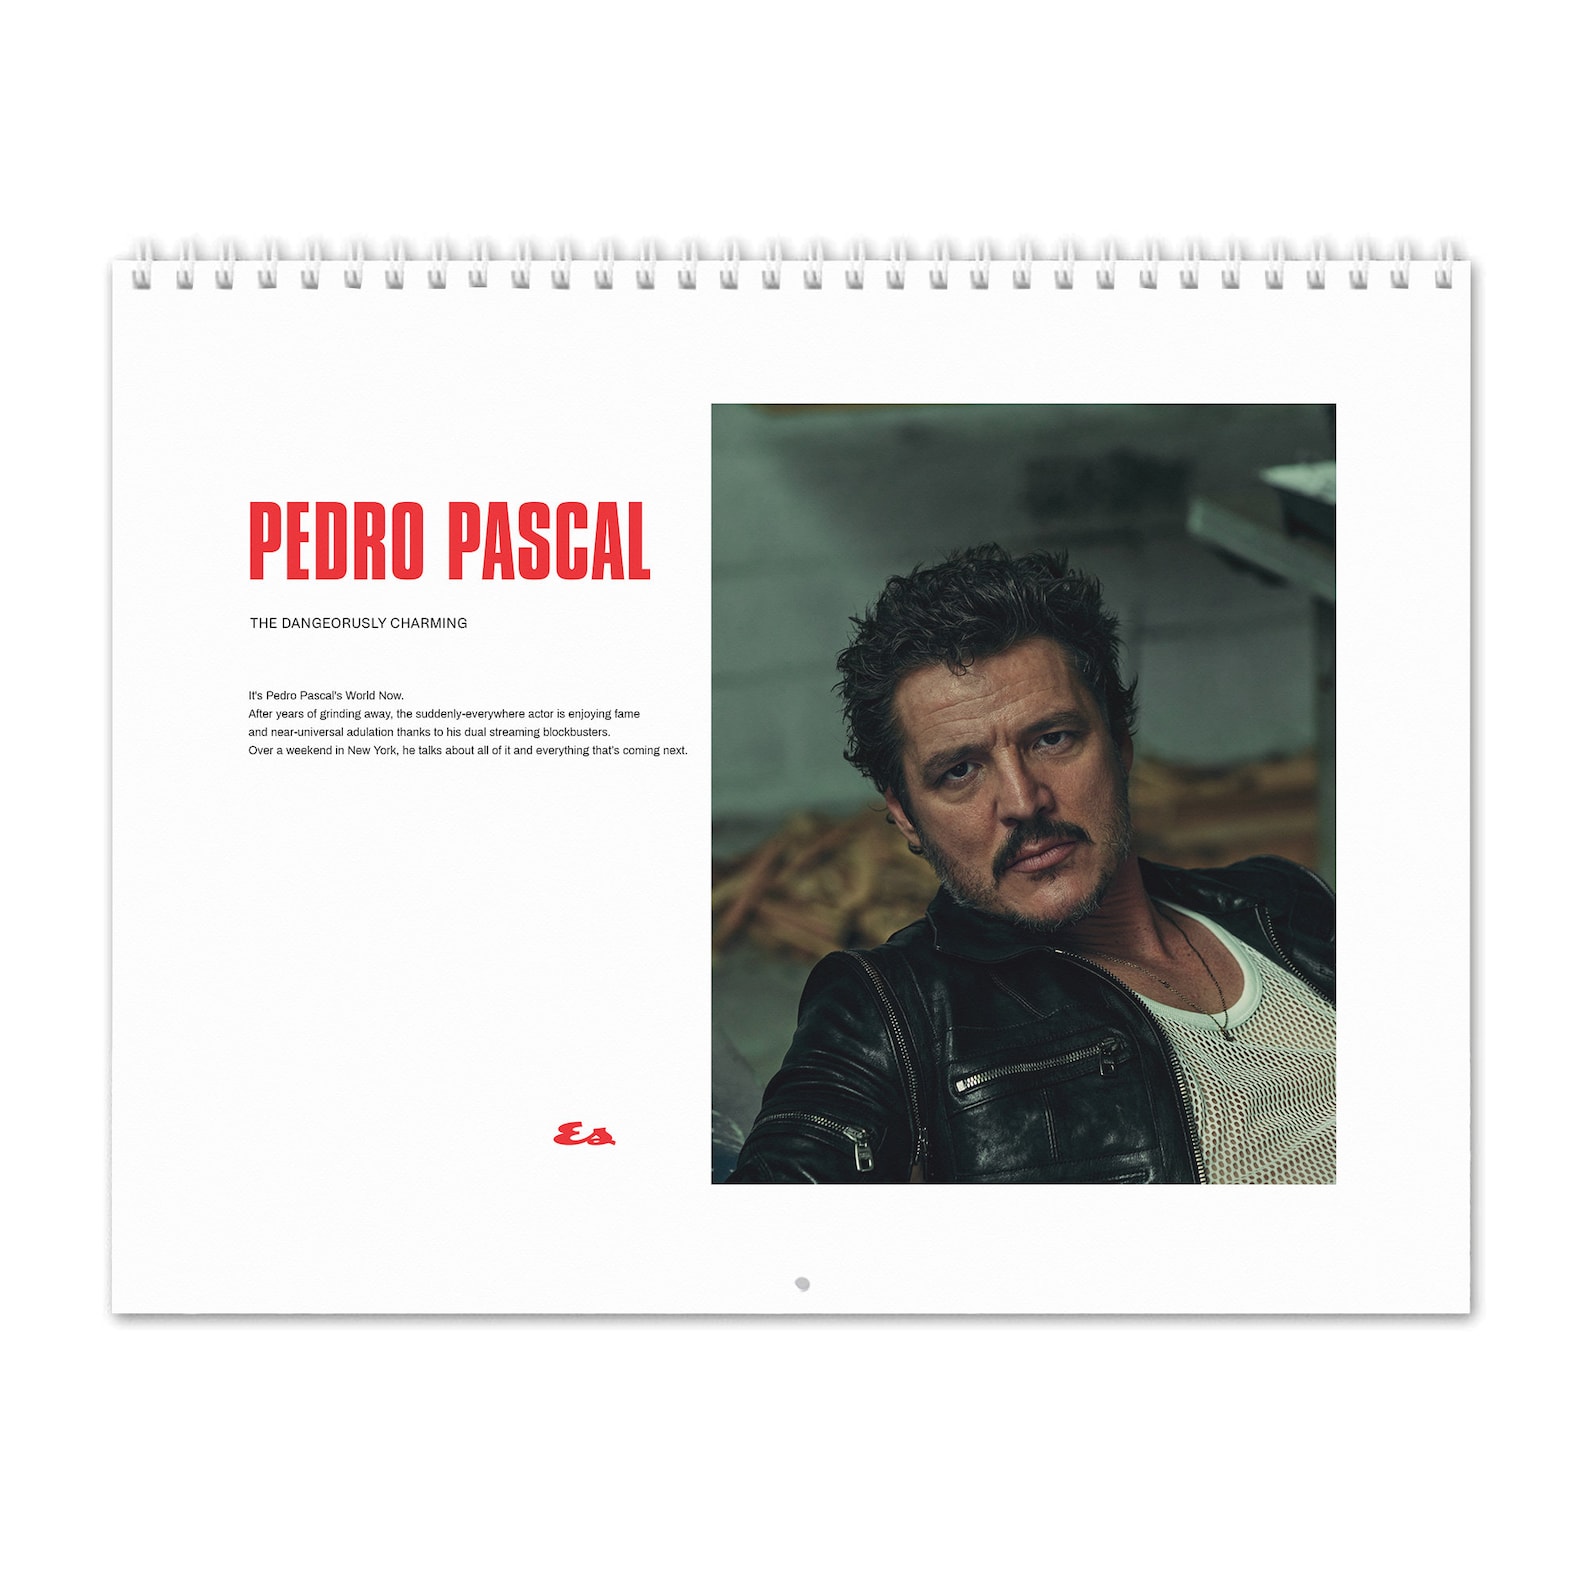 PEDRO PASCAL
THE DANGEORUSLY CHARMING
It's Pedro Pascal's World Now.
After years of grinding away, the suddenly-everywhere actor is enjoying fame
and near-universal adulation thanks to his dual streaming blockbusters.
Over a weekend in New York, he talks about all of it and everything that's coming next.
Es